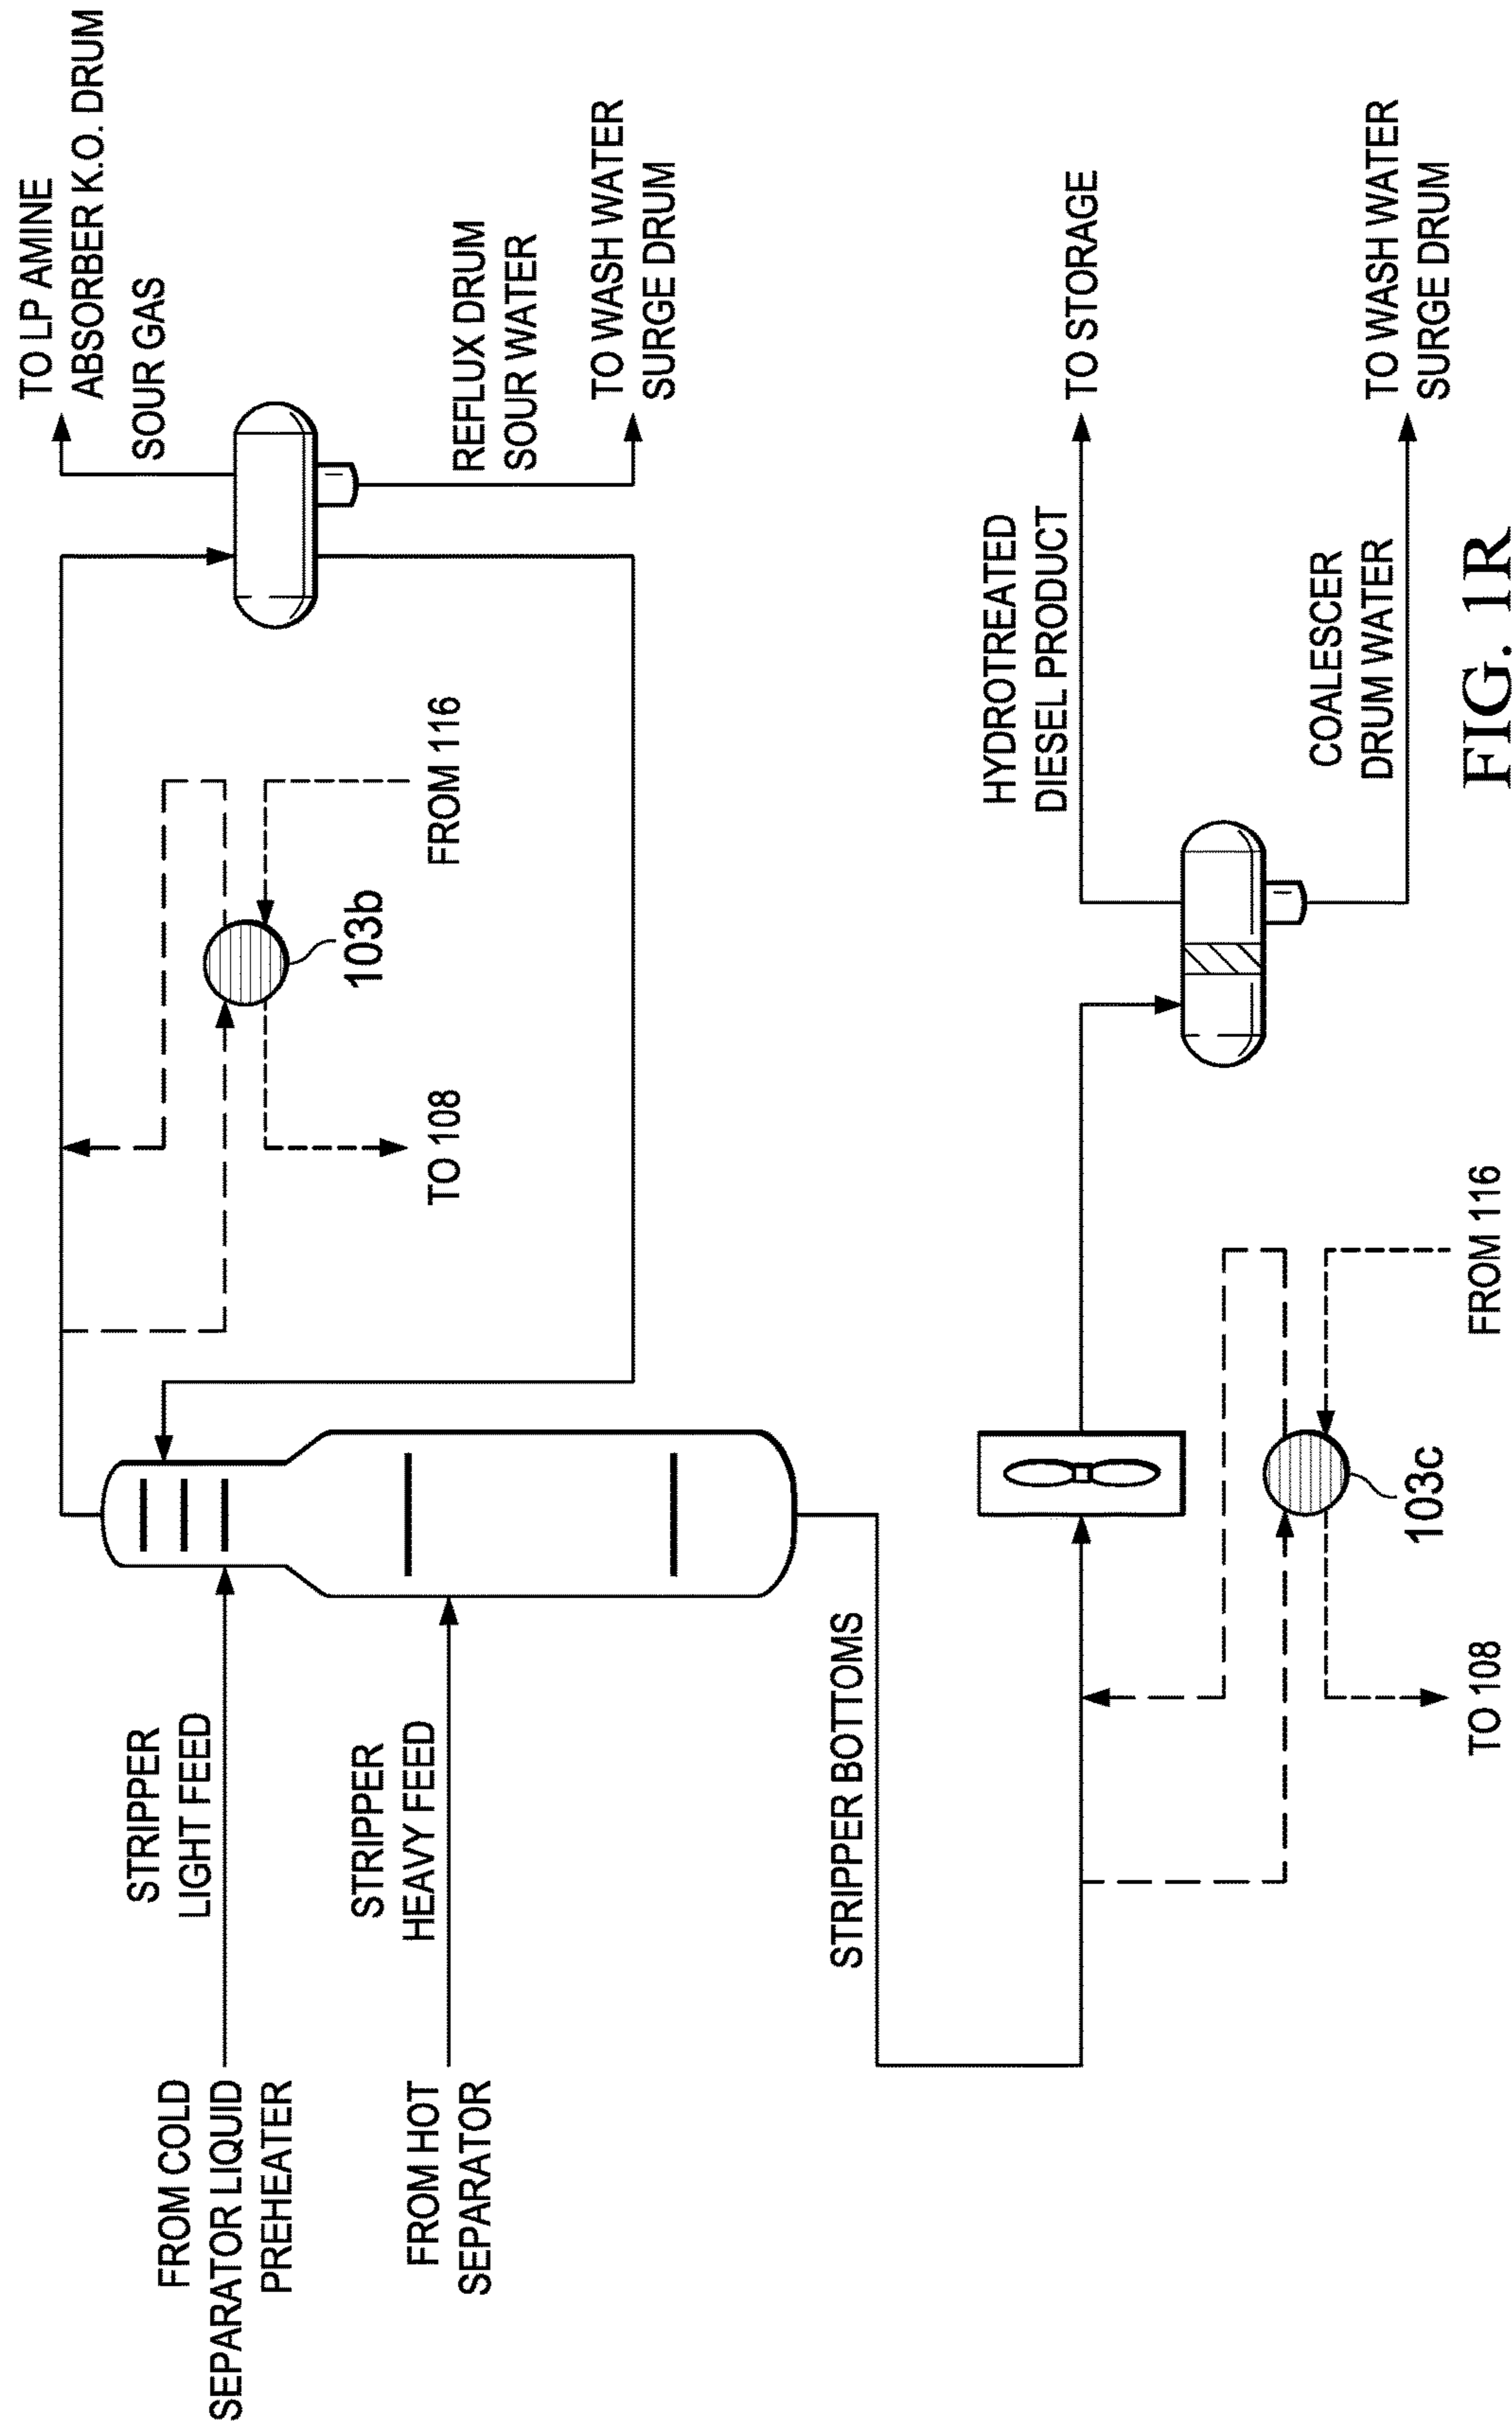 TO LP AMINE
ABSORBER K.O. DRUM
SOUR GAS
REFLUX DRUM
SOUR WATER
TO WASH WATER
SURGE DRUM
FROM 116
103b
TO 108
STRIPPER
LIGHT FEED
FROM COLD
SEPARATOR LIQUID
PREHEATER
STRIPPER
HEAVY FEED
FROM HOT
SEPARATOR
STRIPPER BOTTOMS
HYDROTREATED
DIESEL PRODUCT
TO STORAGE
COALESCER
DRUM WATER
TO WASH WATER
SURGE DRUM
103c
FROM 116
TO 108
FIG. 1R